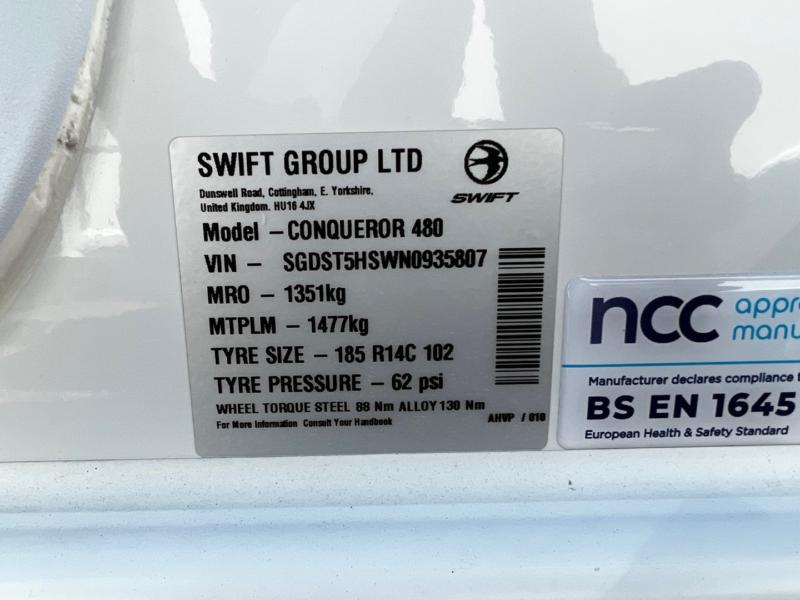 SWIFT GROUP LTD
SWIFT
Dunswell Road, Cottingham, E. Yorkshire,
United Kingdom. HU16 4JX
Model - CONQUEROR 480
VIN - SGDST5HSWN0935807
MRO - 1351kg
MTPLM - 1477kg
TYRE SIZE - 185 R14C 102
TYRE PRESSURE - 62 psi
WHEEL TORQUE STEEL 88 Nm ALLOY 130 Nm
For More Information Consult Your Handbook
AHVP / 010
ncc
appro
manu
Manufacturer declares compliance t
BS EN 1645
European Health & Safety Standard